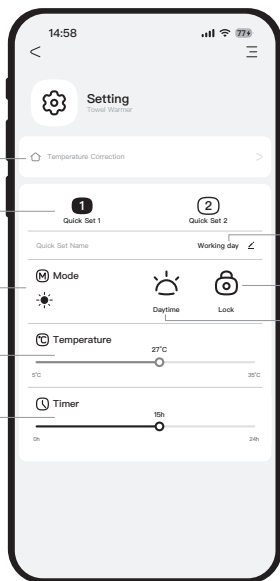 14:58
77
Setting
Towel Warmer
Temperature Correction
1
2
Quick Set 1
Quick Set 2
Quick Set Name
Working day
M Mode
Daytime
Lock
°C Temperature
27°C
5°C
35°C
Timer
15h
0h
24h